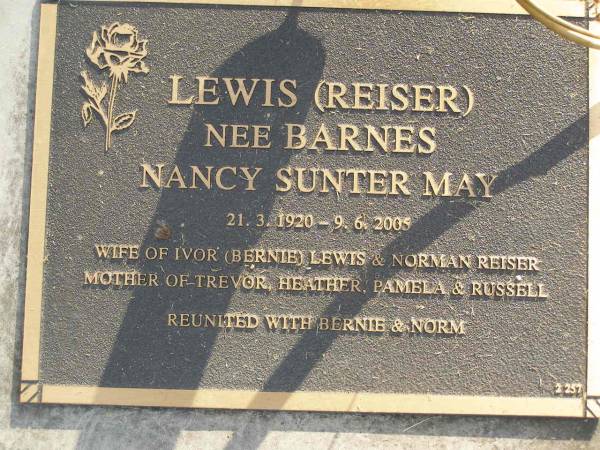 LEWIS (REISER)
NEE BARNES
NANCY SUNTER MAY
21. 3. 1920 – 9. 6. 2005
WIFE OF IVOR (BERNIE) LEWIS & NORMAN REISER
MOTHER OF TREVOR, HEATHER, PAMELA & RUSSELL
REUNITED WITH BERNIE & NORM
2 257